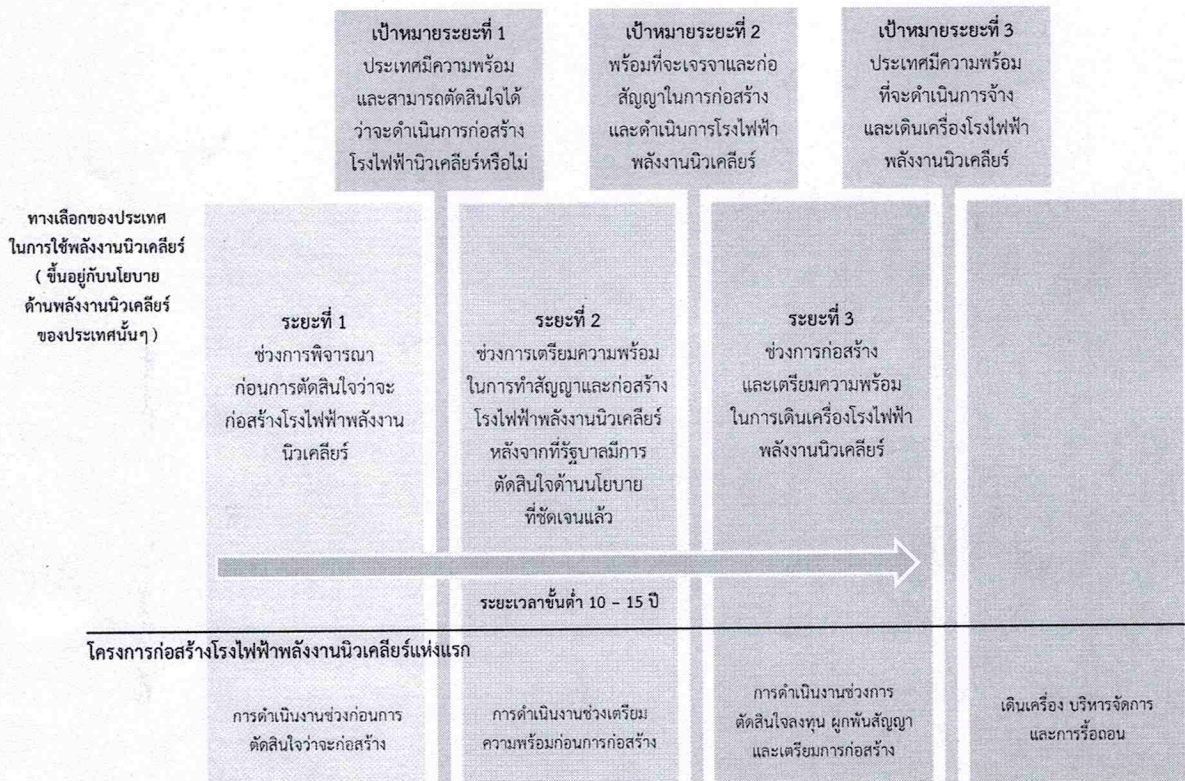 เป้าหมายระยะที่ 1
ประเทศมีความพร้อม
และสามารถตัดสินใจได้
ว่าจะดำเนินการก่อสร้าง
โรงไฟฟ้านิวเคลียร์หรือไม่
เป้าหมายระยะที่ 2
พร้อมที่จะเจรจาและก่อ
สัญญาในการก่อสร้าง
และดำเนินการโรงไฟฟ้า
พลังงานนิวเคลียร์
เป้าหมายระยะที่ 3
ประเทศมีความพร้อม
ที่จะดำเนินการจ้าง
และเดินเครื่องโรงไฟฟ้า
พลังงานนิวเคลียร์
ทางเลือกของประเทศ
ในการใช้พลังงานนิวเคลียร์
( ขึ้นอยู่กับนโยบาย
ด้านพลังงานนิวเคลียร์
ของประเทศนั้นๆ )
ระยะที่ 1
ช่วงการพิจารณา
ก่อนการตัดสินใจว่าจะ
ก่อสร้างโรงไฟฟ้าพลังงาน
นิวเคลียร์
ระยะที่ 2
ช่วงการเตรียมความพร้อม
ในการทำสัญญาและก่อสร้าง
โรงไฟฟ้าพลังงานนิวเคลียร์
หลังจากที่รัฐบาลมีการ
ตัดสินใจด้านนโยบาย
ที่ชัดเจนแล้ว
ระยะที่ 3
ช่วงการก่อสร้าง
และเตรียมความพร้อม
ในการเดินเครื่องโรงไฟฟ้า
พลังงานนิวเคลียร์
ระยะเวลาขั้นต่ำ 10 – 15 ปี
โครงการก่อสร้างโรงไฟฟ้าพลังงานนิวเคลียร์แห่งแรก
การดำเนินงานช่วงก่อนการ
ตัดสินใจว่าจะก่อสร้าง
การดำเนินงานช่วงเตรียม
ความพร้อมก่อนการก่อสร้าง
การดำเนินงานช่วงการ
ตัดสินใจลงทุน ผูกพันสัญญา
และเตรียมการก่อสร้าง
เดินเครื่อง บริหารจัดการ
และการรื้อถอน